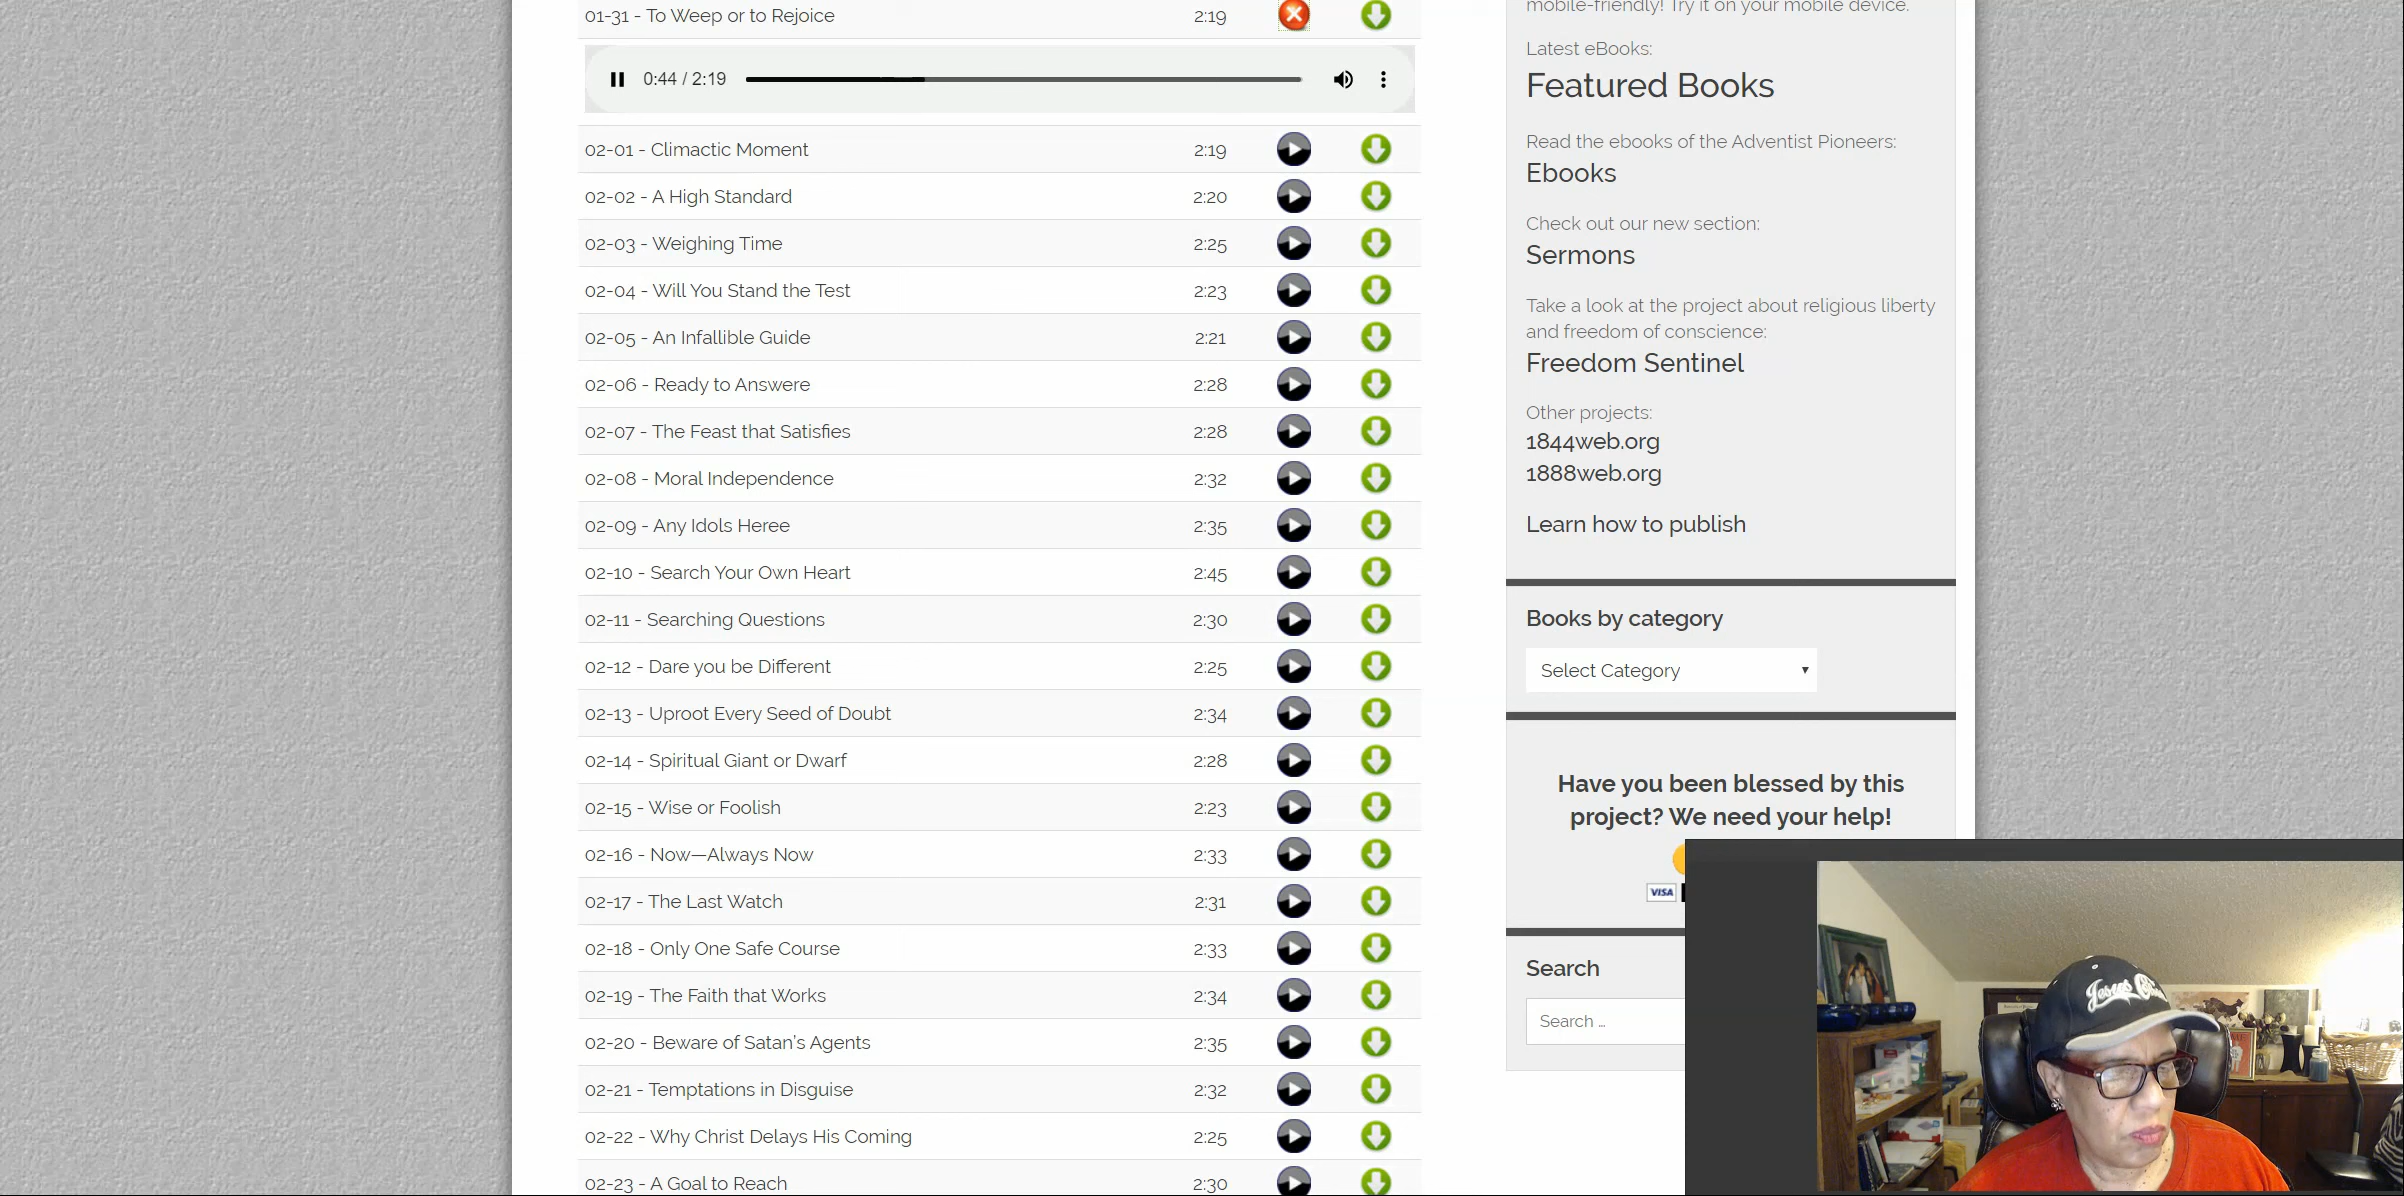 01-31 - To Weep or to Rejoice 2:19
0:44 / 2:19
02-01 - Climactic Moment 2:19
02-02 - A High Standard 2:20
02-03 - Weighing Time 2:25
02-04 - Will You Stand the Test 2:23
02-05 - An Infallible Guide 2:21
02-06 - Ready to Answere 2:28
02-07 - The Feast that Satisfies 2:28
02-08 - Moral Independence 2:32
02-09 - Any Idols Heree 2:35
02-10 - Search Your Own Heart 2:45
02-11 - Searching Questions 2:30
02-12 - Dare you be Different 2:25
02-13 - Uproot Every Seed of Doubt 2:34
02-14 - Spiritual Giant or Dwarf 2:28
02-15 - Wise or Foolish 2:23
02-16 - Now—Always Now 2:33
02-17 - The Last Watch 2:31
02-18 - Only One Safe Course 2:33
02-19 - The Faith that Works 2:34
02-20 - Beware of Satan's Agents 2:35
02-21 - Temptations in Disguise 2:32
02-22 - Why Christ Delays His Coming 2:25
02-23 - A Goal to Reach 2:30
mobile-friendly! Try it on your mobile device.
Latest eBooks:
Featured Books
Read the ebooks of the Adventist Pioneers:
Ebooks
Check out our new section:
Sermons
Take a look at the project about religious liberty
and freedom of conscience:
Freedom Sentinel
Other projects:
1844web.org
1888web.org
Learn how to publish
Books by category
Select Category
Have you been blessed by this
project? We need your help!
VISA
Search
Search ...
Jesus